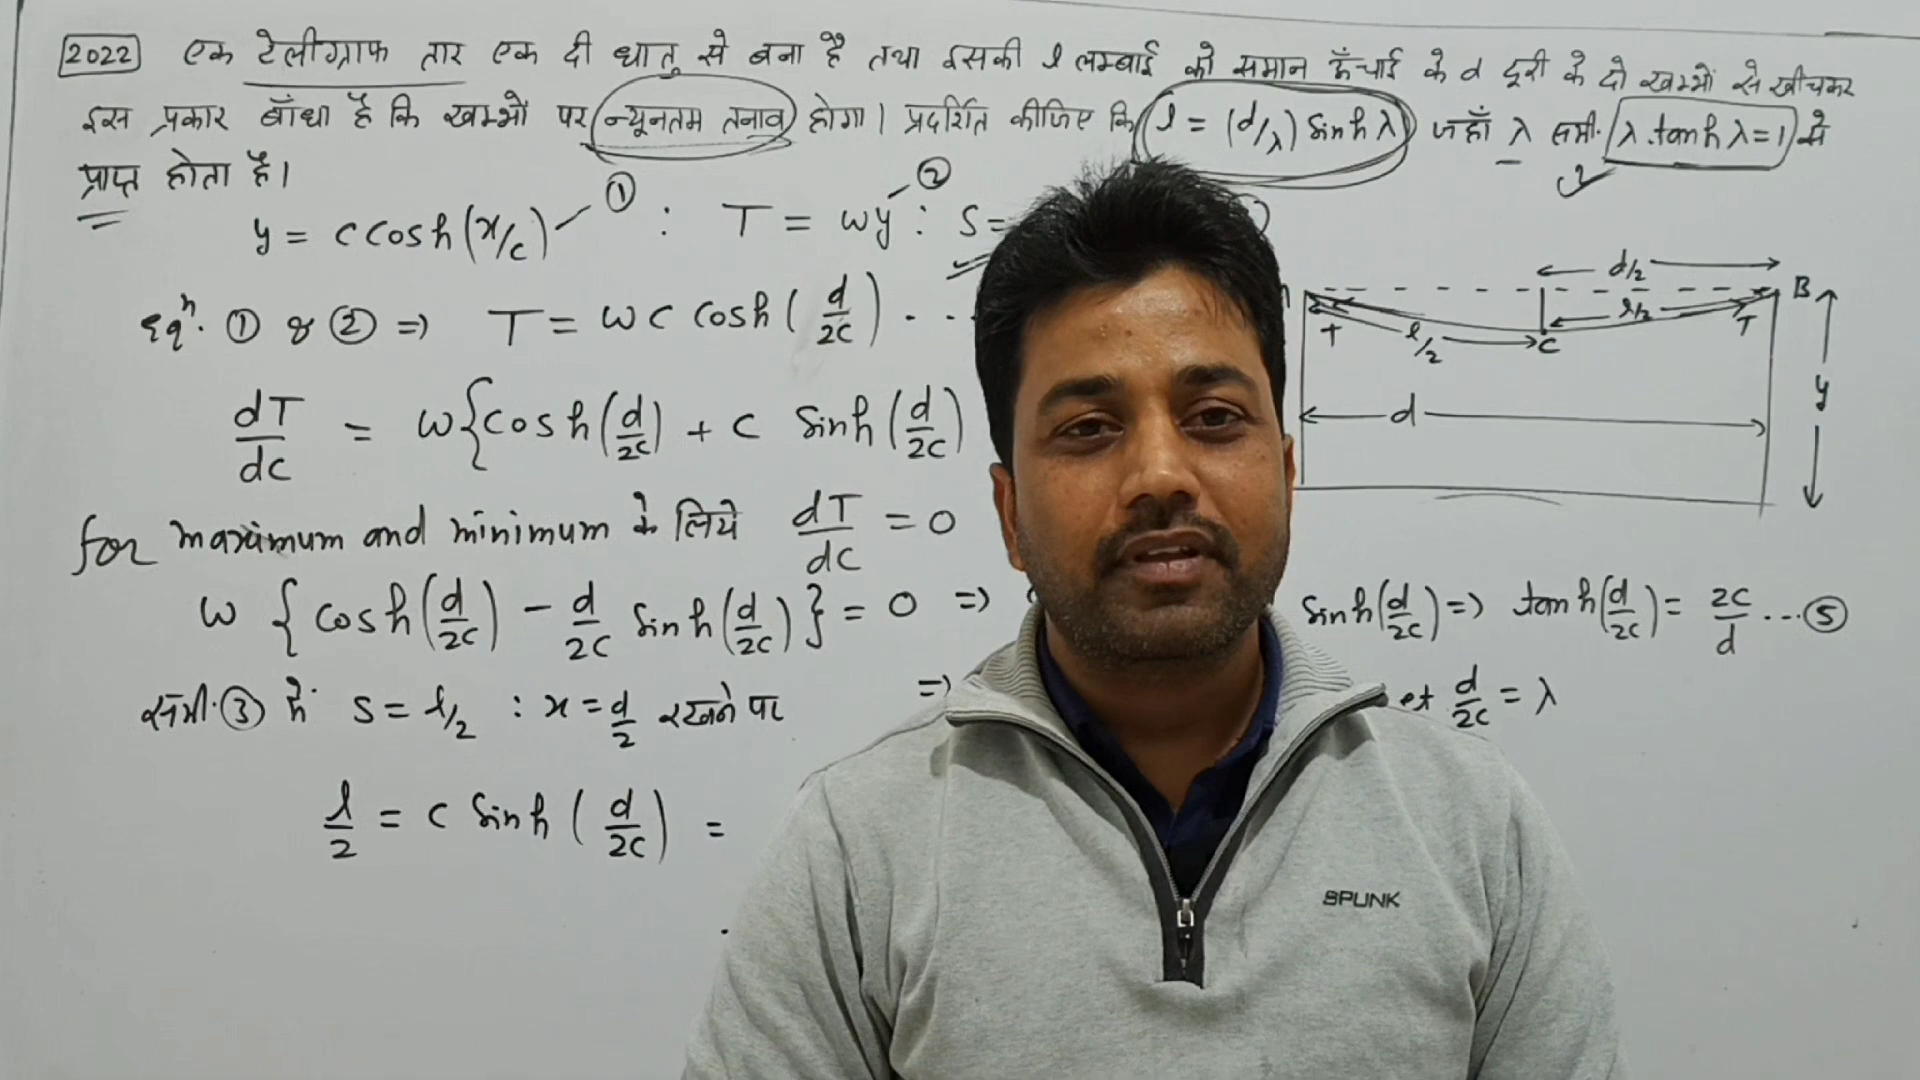 2022 एक टेलीग्राफ तार एक दी धातु से बना है तथा इसकी l लम्बाई को समान ऊँचाई के d दूरी के दो खम्भों से खींचकर
इस प्रकार बाँधा है कि खम्भों पर न्यूनतम तनाव होगा। प्रदर्शित कीजिए कि l = (d/λ) sinh λ जहाँ λ समी. λ.tanh λ=1 से
प्राप्त होता है।
y = c cosh(x/c) ① : T = wy ② : S=
eqⁿ. ① व ② ⇒ T = wc cosh(d/2c) ...
dT/dc = w{cosh(d/2c) + c sinh(d/2c)
for maximum and minimum के लिये dT/dc = 0
w {cosh(d/2c) - d/2c sinh(d/2c)} = 0 ⇒ sinh(d/2c) ⇒ tanh(d/2c) = 2c/d ...⑤
समी. ③ में S = l/2 : x = d/2 रखने पर ⇒ et d/2c = λ
l/2 = c sinh(d/2c) =
d/2
B
l/2
T
T
l/2
C
y
d
SPUNK